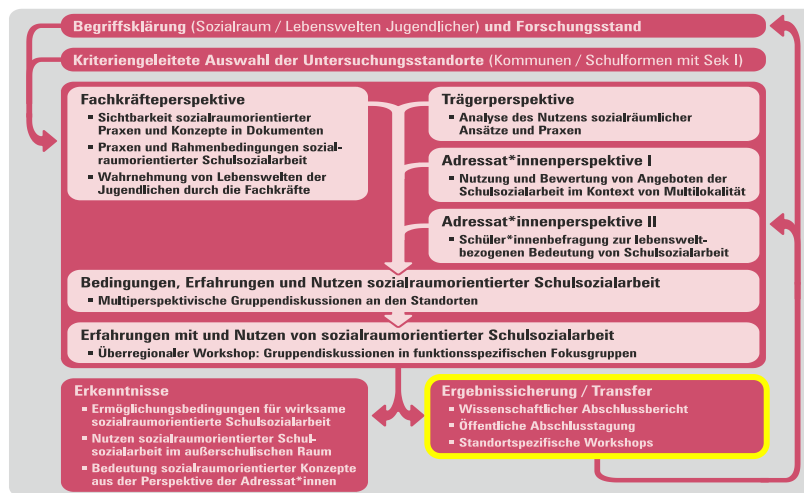 Begriffsklärung (Sozialraum / Lebenswelten Jugendlicher) und Forschungsstand
Kriteriengeleitete Auswahl der Untersuchungsstandorte (Kommunen / Schulformen mit Sek I)
Fachkräfteperspektive
▪ Sichtbarkeit sozialraumorientierter
Praxen und Konzepte in Dokumenten
▪ Praxen und Rahmenbedingungen sozial-
raumorientierter Schulsozialarbeit
▪ Wahrnehmung von Lebenswelten der
Jugendlichen durch die Fachkräfte
Trägerperspektive
▪ Analyse des Nutzens sozialräumlicher
Ansätze und Praxen
Adressat*innenperspektive I
▪ Nutzung und Bewertung von Angeboten der
Schulsozialarbeit im Kontext von Multilokalität
Adressat*innenperspektive II
▪ Schüler*innenbefragung zur lebenswelt-
bezogenen Bedeutung von Schulsozialarbeit
Bedingungen, Erfahrungen und Nutzen sozialraumorientierter Schulsozialarbeit
▪ Multiperspektivische Gruppendiskussionen an den Standorten
Erfahrungen mit und Nutzen von sozialraumorientierter Schulsozialarbeit
▪ Überregionaler Workshop: Gruppendiskussionen in funktionsspezifischen Fokusgruppen
Erkenntnisse
▪ Ermöglichungsbedingungen für wirksame
sozialraumorientierte Schulsozialarbeit
▪ Nutzen sozialraumorientierter Schul-
sozialarbeit im außerschulischen Raum
▪ Bedeutung sozialraumorientierter Konzepte
aus der Perspektive der Adressat*innen
Ergebnissicherung / Transfer
▪ Wissenschaftlicher Abschlussbericht
▪ Öffentliche Abschlusstagung
▪ Standortspezifische Workshops